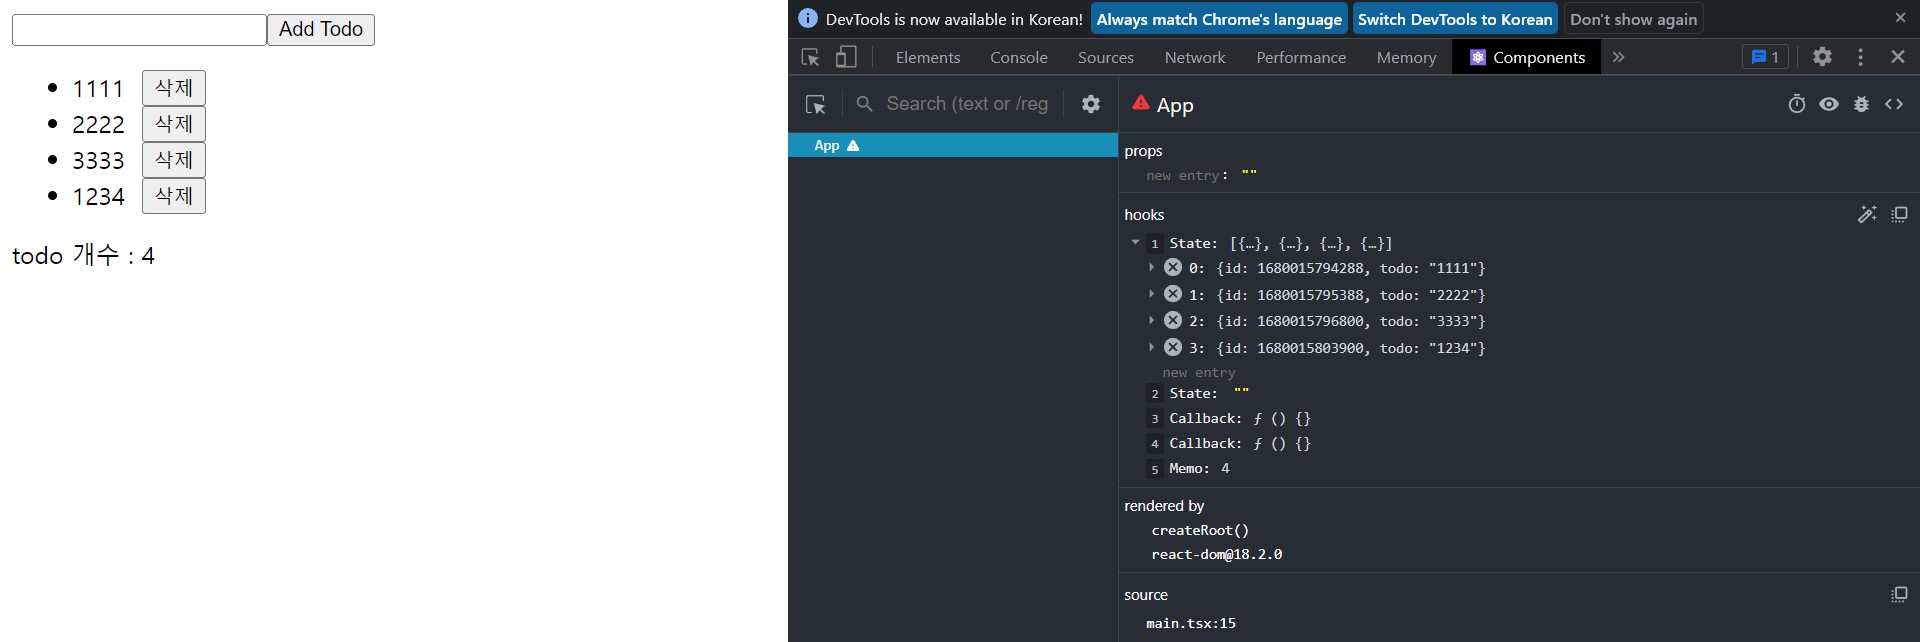 Add Todo
1111 삭제
2222 삭제
3333 삭제
1234 삭제
todo 개수 : 4
DevTools is now available in Korean! Always match Chrome's language Switch DevTools to Korean Don't show again ×
Elements Console Sources Network Performance Memory Components » 1
Search (text or /reg
App
App
props
new entry: ""
hooks
1 State: [{…}, {…}, {…}, {…}]
0: {id: 1680015794288, todo: "1111"}
1: {id: 1680015795388, todo: "2222"}
2: {id: 1680015796800, todo: "3333"}
3: {id: 1680015803900, todo: "1234"}
new entry
2 State: ""
3 Callback: ƒ () {}
4 Callback: ƒ () {}
5 Memo: 4
rendered by
createRoot()
react-dom@18.2.0
source
main.tsx:15